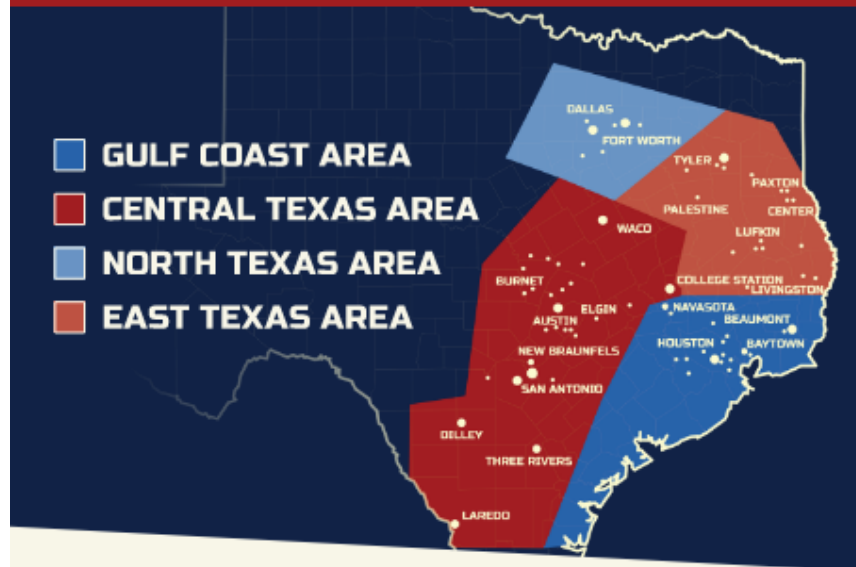 GULF COAST AREA
CENTRAL TEXAS AREA
NORTH TEXAS AREA
EAST TEXAS AREA
DALLAS
FORT WORTH
TYLER
PAXTON
PALESTINE
CENTER
LUFKIN
WACO
BURNET
COLLEGE STATION
LIVINGSTON
ELGIN
NAVASOTA
AUSTIN
BEAUMONT
HOUSTON
BAYTOWN
NEW BRAUNFELS
SAN ANTONIO
DILLEY
THREE RIVERS
LAREDO